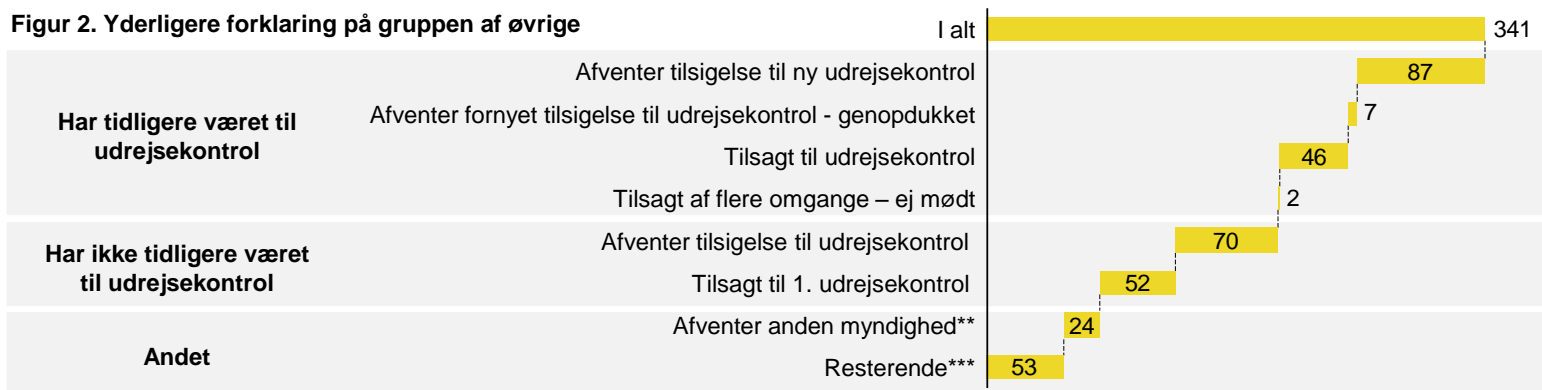 Figur 2. Yderligere forklaring på gruppen af øvrige
I alt 341
Har tidligere været til
udrejsekontrol
Afventer tilsigelse til ny udrejsekontrol 87
Afventer fornyet tilsigelse til udrejsekontrol - genopdukket 7
Tilsagt til udrejsekontrol 46
Tilsagt af flere omgange – ej mødt 2
Har ikke tidligere været
til udrejsekontrol
Afventer tilsigelse til udrejsekontrol 70
Tilsagt til 1. udrejsekontrol 52
Andet
Afventer anden myndighed** 24
Resterende*** 53